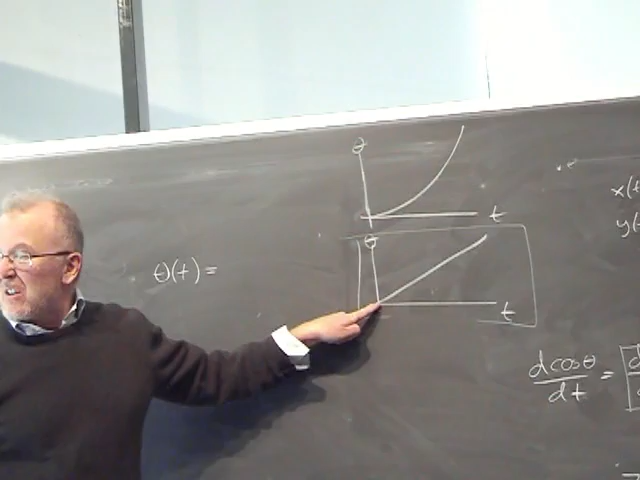 θ
t
x(t
y(t
θ(t) =
θ
t
d cosθ
dt
=
d